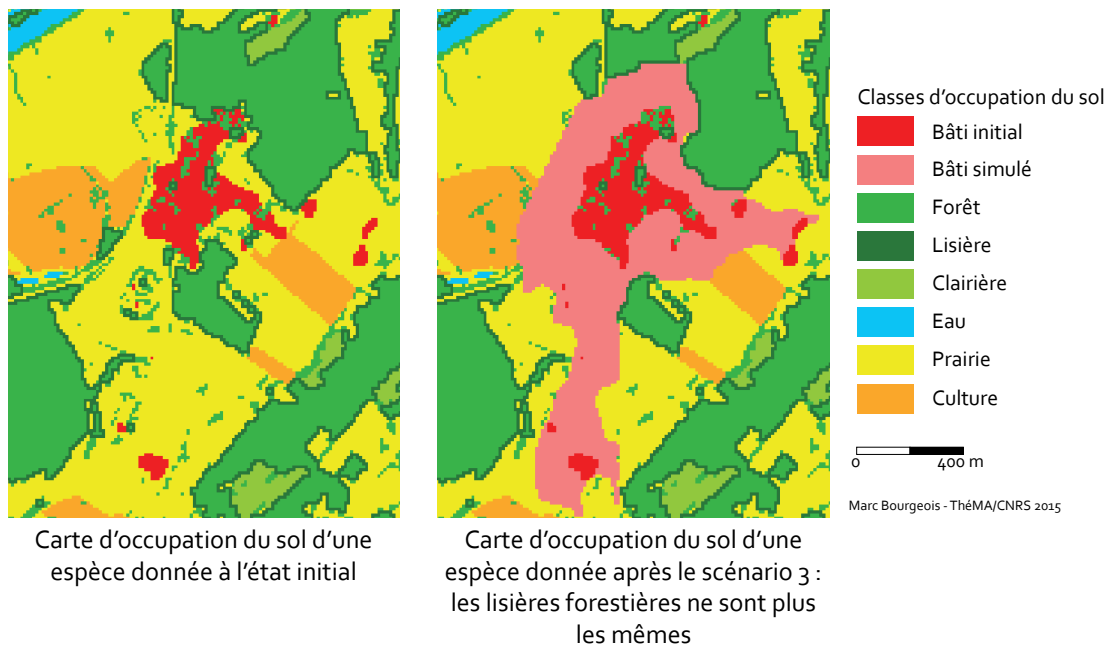 Classes d'occupation du sol
Bâti initial
Bâti simulé
Forêt
Lisière
Clairière
Eau
Prairie
Culture
0 400 m
Marc Bourgeois - ThéMA/CNRS 2015
Carte d'occupation du sol d'une
espèce donnée à l'état initial
Carte d'occupation du sol d'une
espèce donnée après le scénario 3 :
les lisières forestières ne sont plus
les mêmes